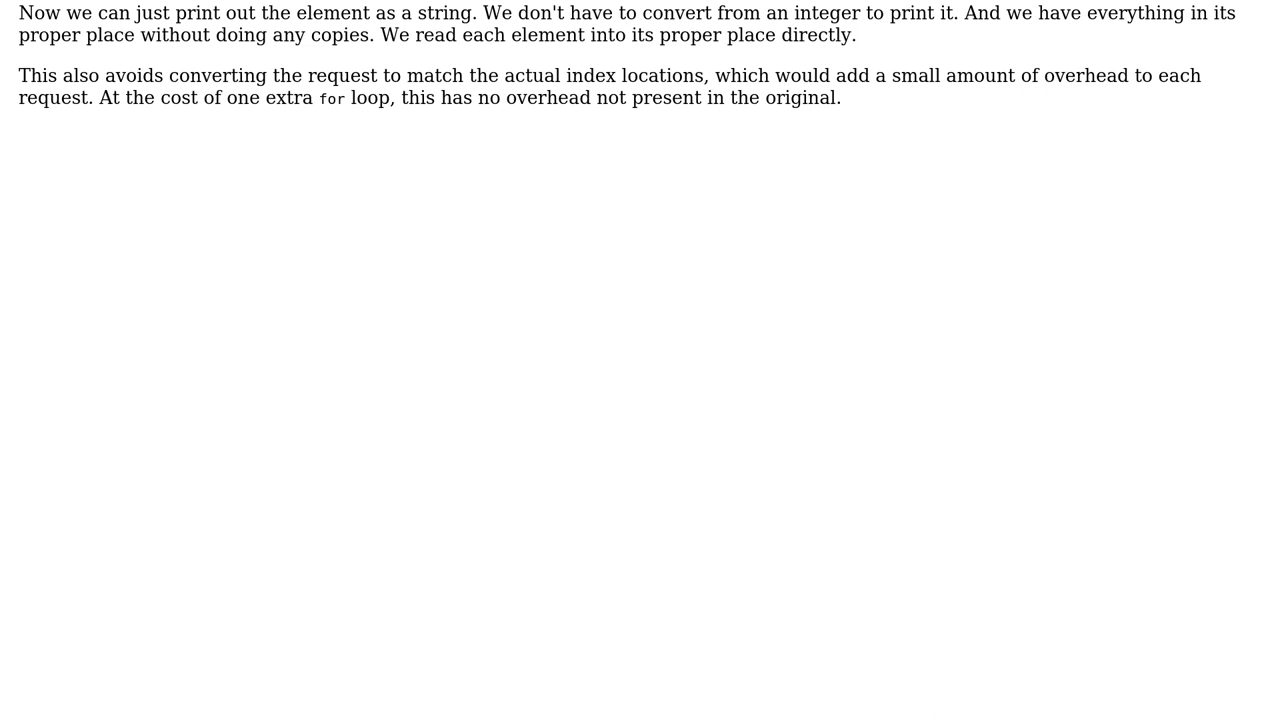 Now we can just print out the element as a string. We don't have to convert from an integer to print it. And we have everything in its
proper place without doing any copies. We read each element into its proper place directly.
This also avoids converting the request to match the actual index locations, which would add a small amount of overhead to each
request. At the cost of one extra for loop, this has no overhead not present in the original.